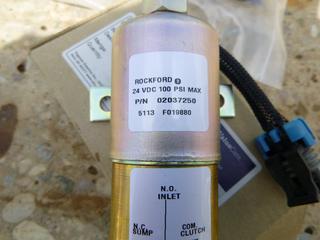 ROCKFORD
24 VDC 100 PSI MAX
P/N 02037250
5113 F019880
N.O.
INLET
N.C. COM.
SUMP CLUTCH